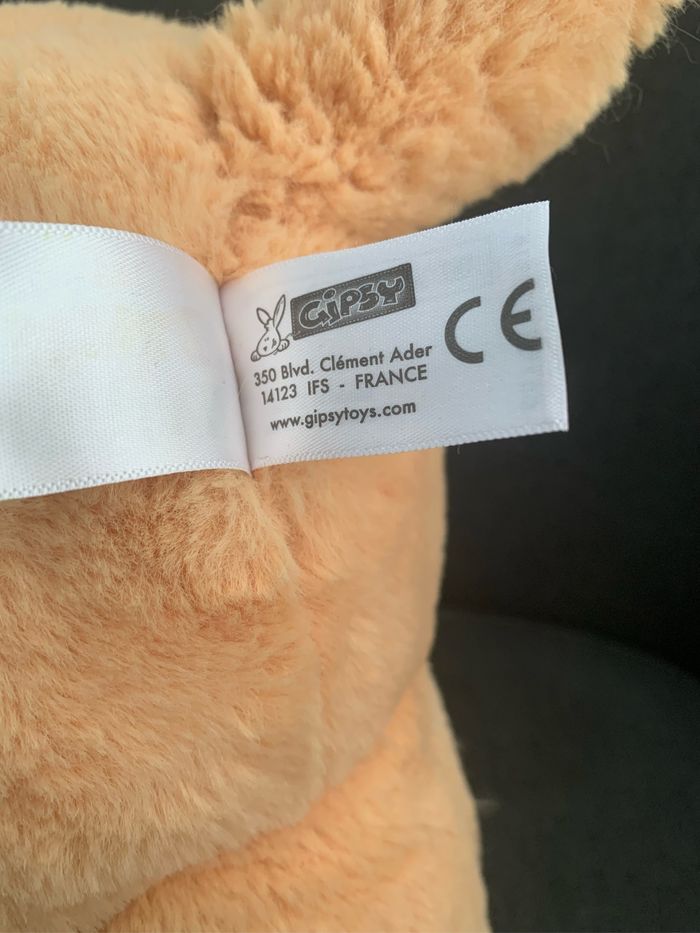 GiPSY
CE
350 Blvd. Clément Ader
14123 IFS - FRANCE
www.gipsytoys.com